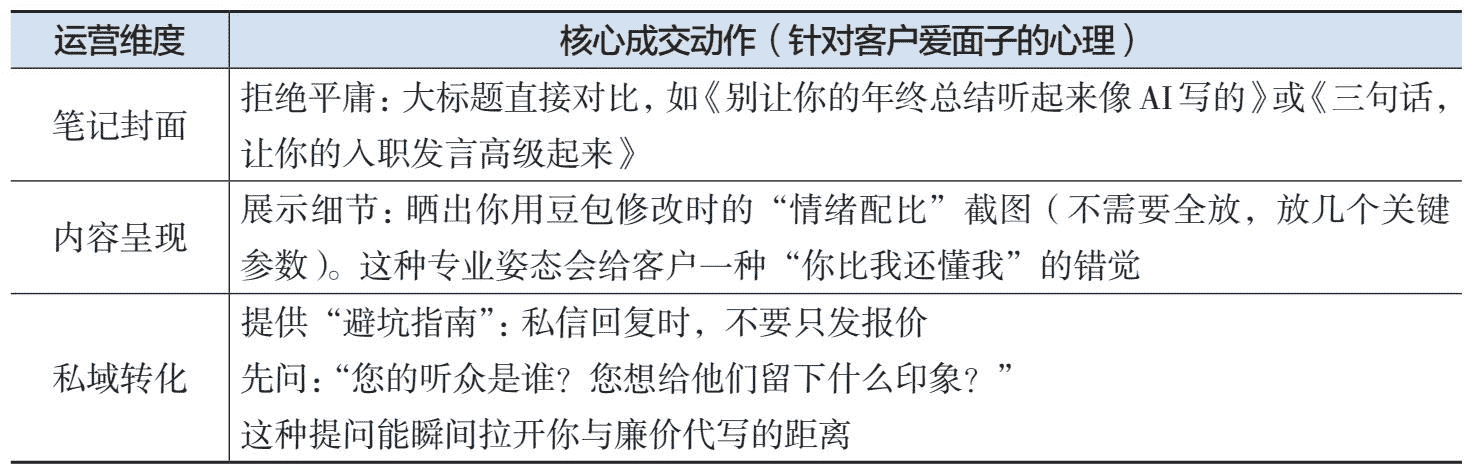 运营维度
核心成交动作（针对客户爱面子的心理）
笔记封面
拒绝平庸：大标题直接对比，如《别让你的年终总结听起来像 AI 写的》或《三句话，
让你的入职发言高级起来》
内容呈现
展示细节：晒出你用豆包修改时的“情绪配比”截图（不需要全放，放几个关键
参数）。这种专业姿态会给客户一种“你比我还懂我”的错觉
私域转化
提供“避坑指南”：私信回复时，不要只发报价
先问：“您的听众是谁？您想给他们留下什么印象？”
这种提问能瞬间拉开你与廉价代写的距离